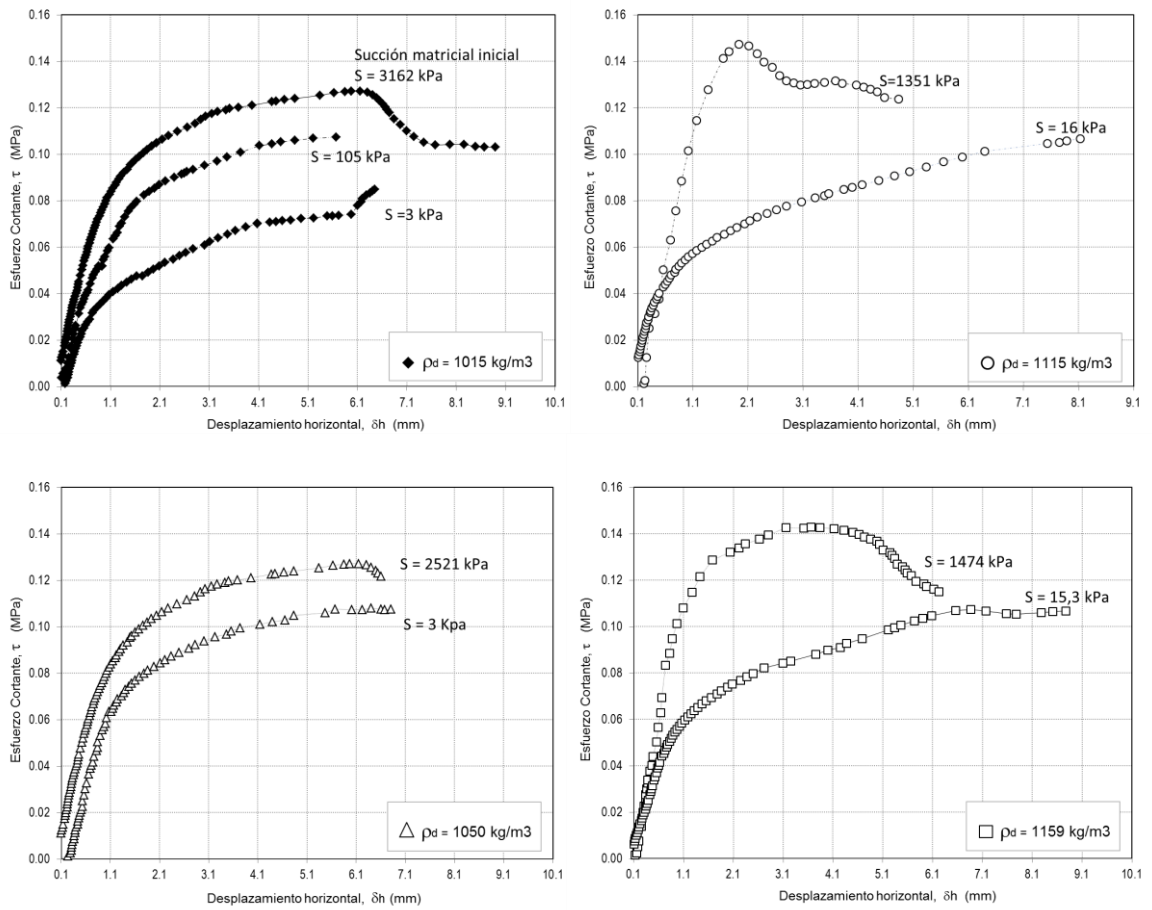 0.16
0.14
0.12
0.10
0.08
0.06
0.04
0.02
0.00
Esfuerzo Cortante, τ (MPa)
Succión matricial inicial
S = 3162 kPa
S = 105 kPa
S =3 kPa
ρd = 1015 kg/m3
0.1 1.1 2.1 3.1 4.1 5.1 6.1 7.1 8.1 9.1 10.1
Desplazamiento horizontal, δh (mm)
0.16
0.14
0.12
0.10
0.08
0.06
0.04
0.02
0.00
Esfuerzo Cortante, τ (MPa)
S=1351 kPa
S = 16 kPa
ρd = 1115 kg/m3
0.1 1.1 2.1 3.1 4.1 5.1 6.1 7.1 8.1 9.1
Desplazamiento horizontal, δh (mm)
0.16
0.14
0.12
0.10
0.08
0.06
0.04
0.02
0.00
Esfuerzo Cortante, τ (MPa)
S = 2521 kPa
S = 3 Kpa
ρd = 1050 kg/m3
0.1 1.1 2.1 3.1 4.1 5.1 6.1 7.1 8.1 9.1 10.1
Desplazamiento horizontal, δh (mm)
0.16
0.14
0.12
0.10
0.08
0.06
0.04
0.02
0.00
Esfuerzo Cortante, τ (MPa)
S = 1474 kPa
S = 15,3 kPa
ρd = 1159 kg/m3
0.1 1.1 2.1 3.1 4.1 5.1 6.1 7.1 8.1 9.1 10.1
Desplazamiento horizontal, δh (mm)